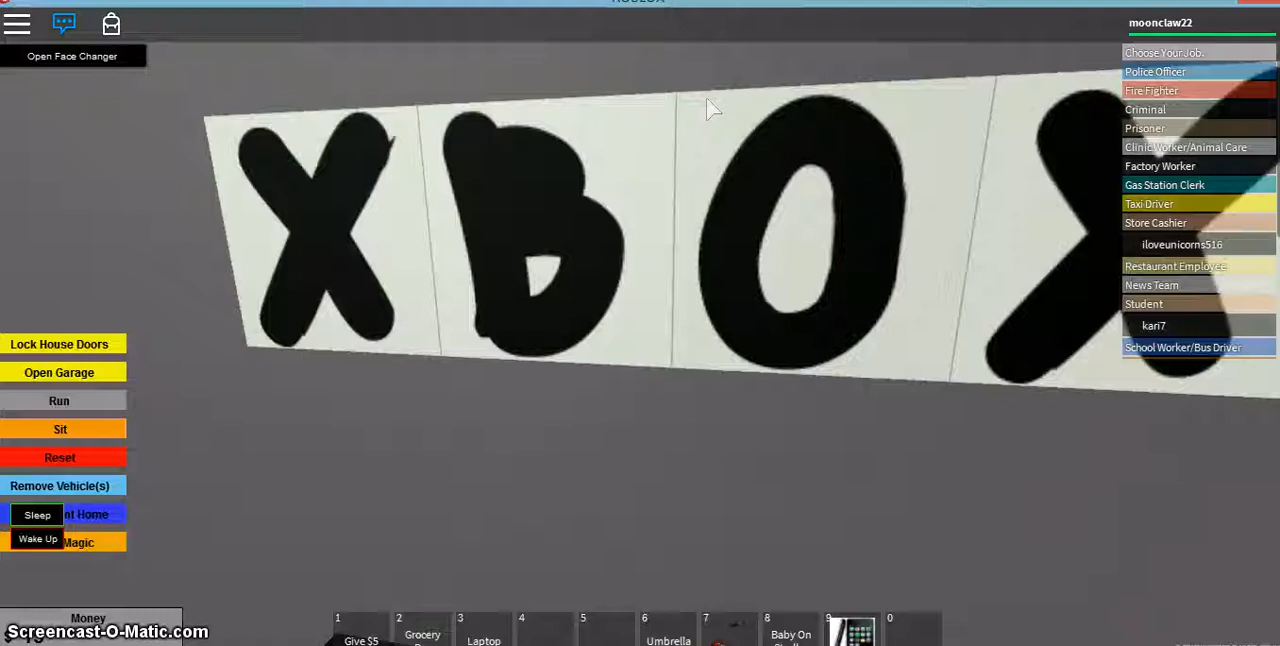 ROBLOX
moonclaw22
Open Face Changer
Choose Your Job.
Police Officer
Fire Fighter
Criminal
Prisoner
Clinic Worker/Animal Care
Factory Worker
Gas Station Clerk
Taxi Driver
Store Cashier
iloveunicorns516
Restaurant Employee
News Team
Student
kari7
School Worker/Bus Driver
XBOX
Lock House Doors
Open Garage
Run
Sit
Reset
Remove Vehicle(s)
Sleep
nt Home
Wake Up
Magic
Money
Screencast-O-Matic.com
1 2 3 4 5 6 7 8 9 0
Give $5
Grocery
Laptop
Umbrella
Baby On